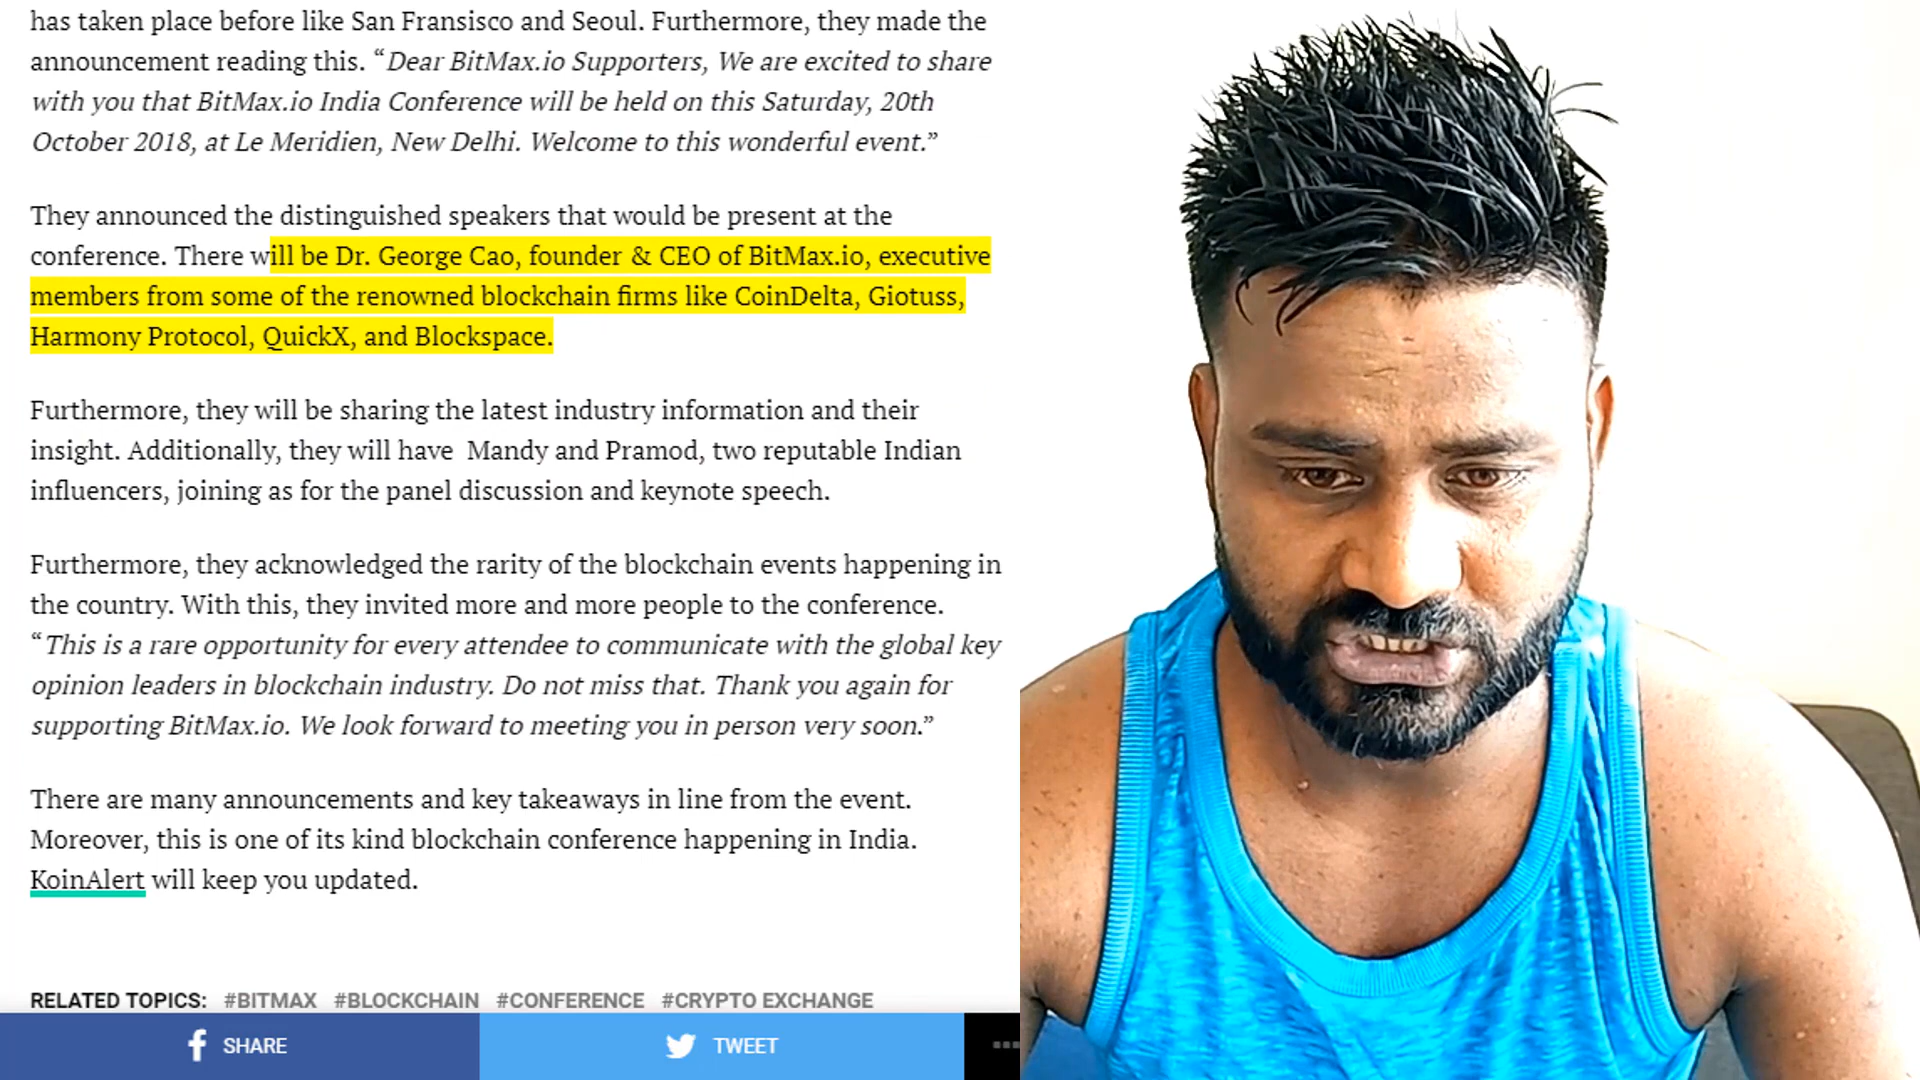 has taken place before like San Fransisco and Seoul. Furthermore, they made the
announcement reading this. “Dear BitMax.io Supporters, We are excited to share
with you that BitMax.io India Conference will be held on this Saturday, 20th
October 2018, at Le Meridien, New Delhi. Welcome to this wonderful event.”
They announced the distinguished speakers that would be present at the
conference. There will be Dr. George Cao, founder & CEO of BitMax.io, executive
members from some of the renowned blockchain firms like CoinDelta, Giotuss,
Harmony Protocol, QuickX, and Blockspace.
Furthermore, they will be sharing the latest industry information and their
insight. Additionally, they will have  Mandy and Pramod, two reputable Indian
influencers, joining as for the panel discussion and keynote speech.
Furthermore, they acknowledged the rarity of the blockchain events happening in
the country. With this, they invited more and more people to the conference.
“This is a rare opportunity for every attendee to communicate with the global key
opinion leaders in blockchain industry. Do not miss that. Thank you again for
supporting BitMax.io. We look forward to meeting you in person very soon.”
There are many announcements and key takeaways in line from the event.
Moreover, this is one of its kind blockchain conference happening in India.
KoinAlert will keep you updated.
RELATED TOPICS: #BITMAX #BLOCKCHAIN #CONFERENCE #CRYPTO EXCHANGE
SHARE TWEET